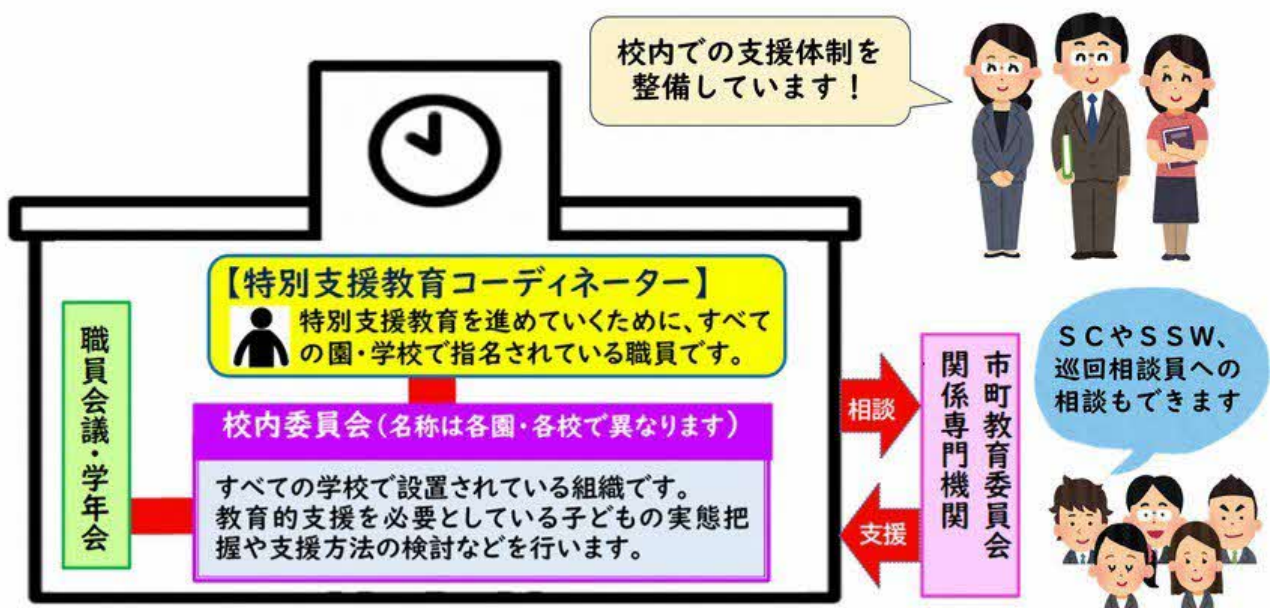 校内での支援体制を
整備しています！
【特別支援教育コーディネーター】
特別支援教育を進めていくために、すべて
の園・学校で指名されている職員です。
職員会議・学年会
校内委員会(名称は各園・各校で異なります)
すべての学校で設置されている組織です。
教育的支援を必要としている子どもの実態把
握や支援方法の検討などを行います。
相談
支援
市町教育委員会
関係専門機関
ＳＣやＳＳＷ、
巡回相談員への
相談もできます